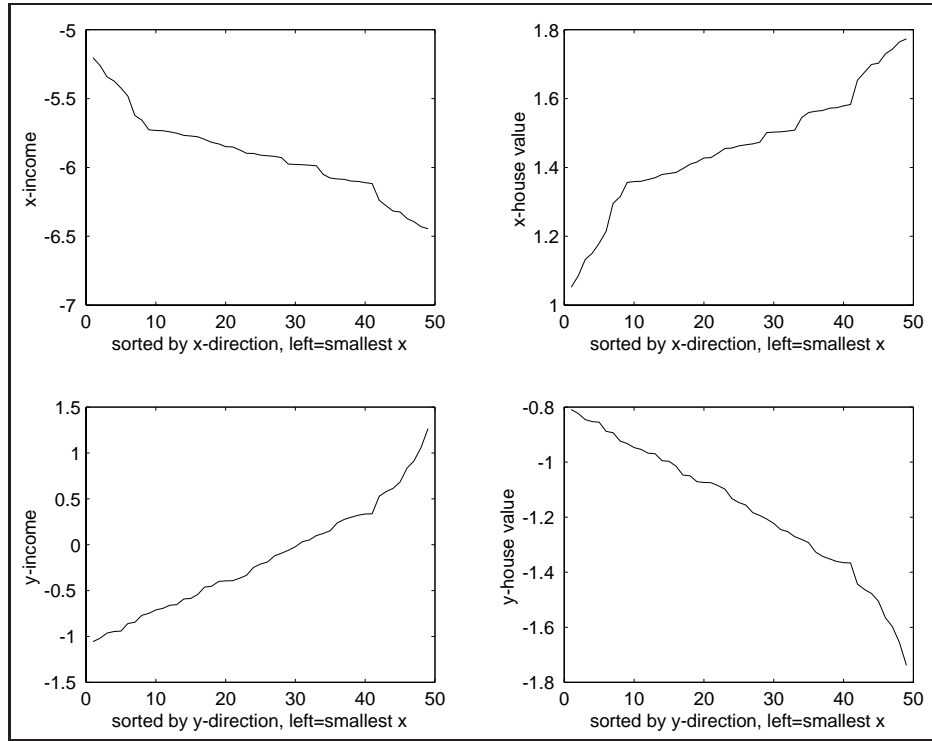 -5
-5.5
-6
-6.5
-7
x-income
0 10 20 30 40 50
sorted by x-direction, left=smallest x
1.8
1.6
1.4
1.2
1
x-house value
0 10 20 30 40 50
sorted by x-direction, left=smallest x
1.5
1
0.5
0
-0.5
-1
-1.5
y-income
0 10 20 30 40 50
sorted by y-direction, left=smallest x
-0.8
-1
-1.2
-1.4
-1.6
-1.8
y-house value
0 10 20 30 40 50
sorted by y-direction, left=smallest x